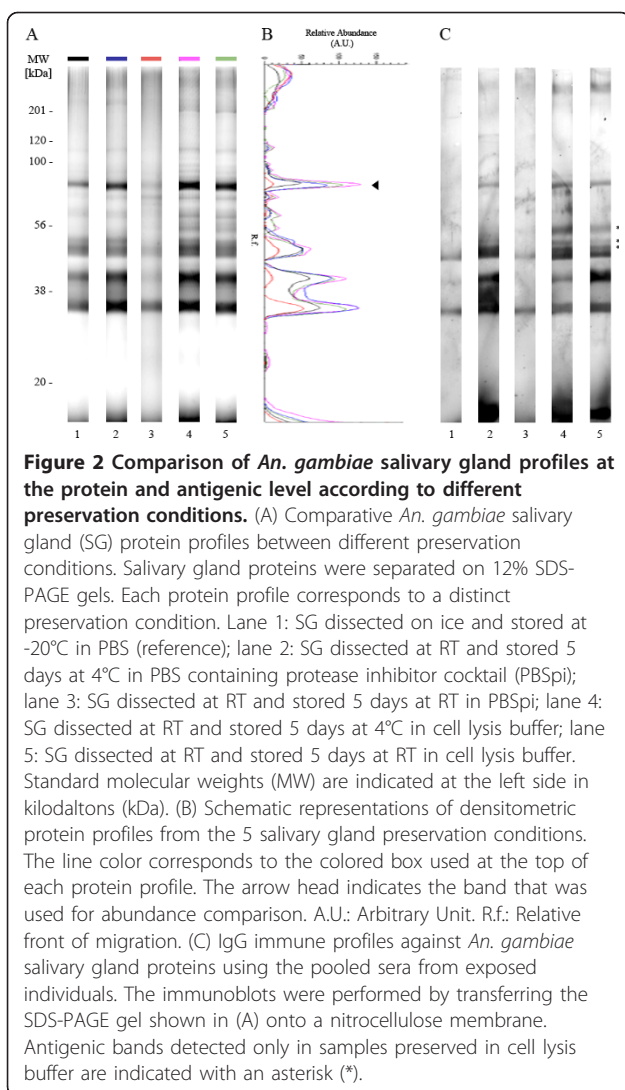 A
B
Relative Abundance
(A.U.)
C
MW
[kDa]
201 -
120 -
100 -
56 -
38 -
20 -
R.f.
*
* *
1 2 3 4 5
1 2 3 4 5
Figure 2 Comparison of An. gambiae salivary gland profiles at
the protein and antigenic level according to different
preservation conditions. (A) Comparative An. gambiae salivary
gland (SG) protein profiles between different preservation
conditions. Salivary gland proteins were separated on 12% SDS-
PAGE gels. Each protein profile corresponds to a distinct
preservation condition. Lane 1: SG dissected on ice and stored at
-20°C in PBS (reference); lane 2: SG dissected at RT and stored 5
days at 4°C in PBS containing protease inhibitor cocktail (PBSpi);
lane 3: SG dissected at RT and stored 5 days at RT in PBSpi; lane 4:
SG dissected at RT and stored 5 days at 4°C in cell lysis buffer; lane
5: SG dissected at RT and stored 5 days at RT in cell lysis buffer.
Standard molecular weights (MW) are indicated at the left side in
kilodaltons (kDa). (B) Schematic representations of densitometric
protein profiles from the 5 salivary gland preservation conditions.
The line color corresponds to the colored box used at the top of
each protein profile. The arrow head indicates the band that was
used for abundance comparison. A.U.: Arbitrary Unit. R.f.: Relative
front of migration. (C) IgG immune profiles against An. gambiae
salivary gland proteins using the pooled sera from exposed
individuals. The immunoblots were performed by transferring the
SDS-PAGE gel shown in (A) onto a nitrocellulose membrane.
Antigenic bands detected only in samples preserved in cell lysis
buffer are indicated with an asterisk (*).